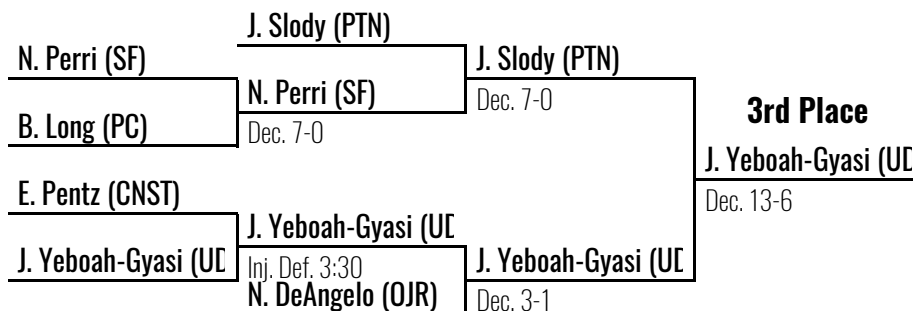 J. Slody (PTN)
N. Perri (SF)
J. Slody (PTN)
N. Perri (SF)
Dec. 7-0
3rd Place
B. Long (PC)
Dec. 7-0
J. Yeboah-Gyasi (UD
E. Pentz (CNST)
Dec. 13-6
J. Yeboah-Gyasi (UD
J. Yeboah-Gyasi (UD
Inj. Def. 3:30
J. Yeboah-Gyasi (UD
N. DeAngelo (OJR)
Dec. 3-1